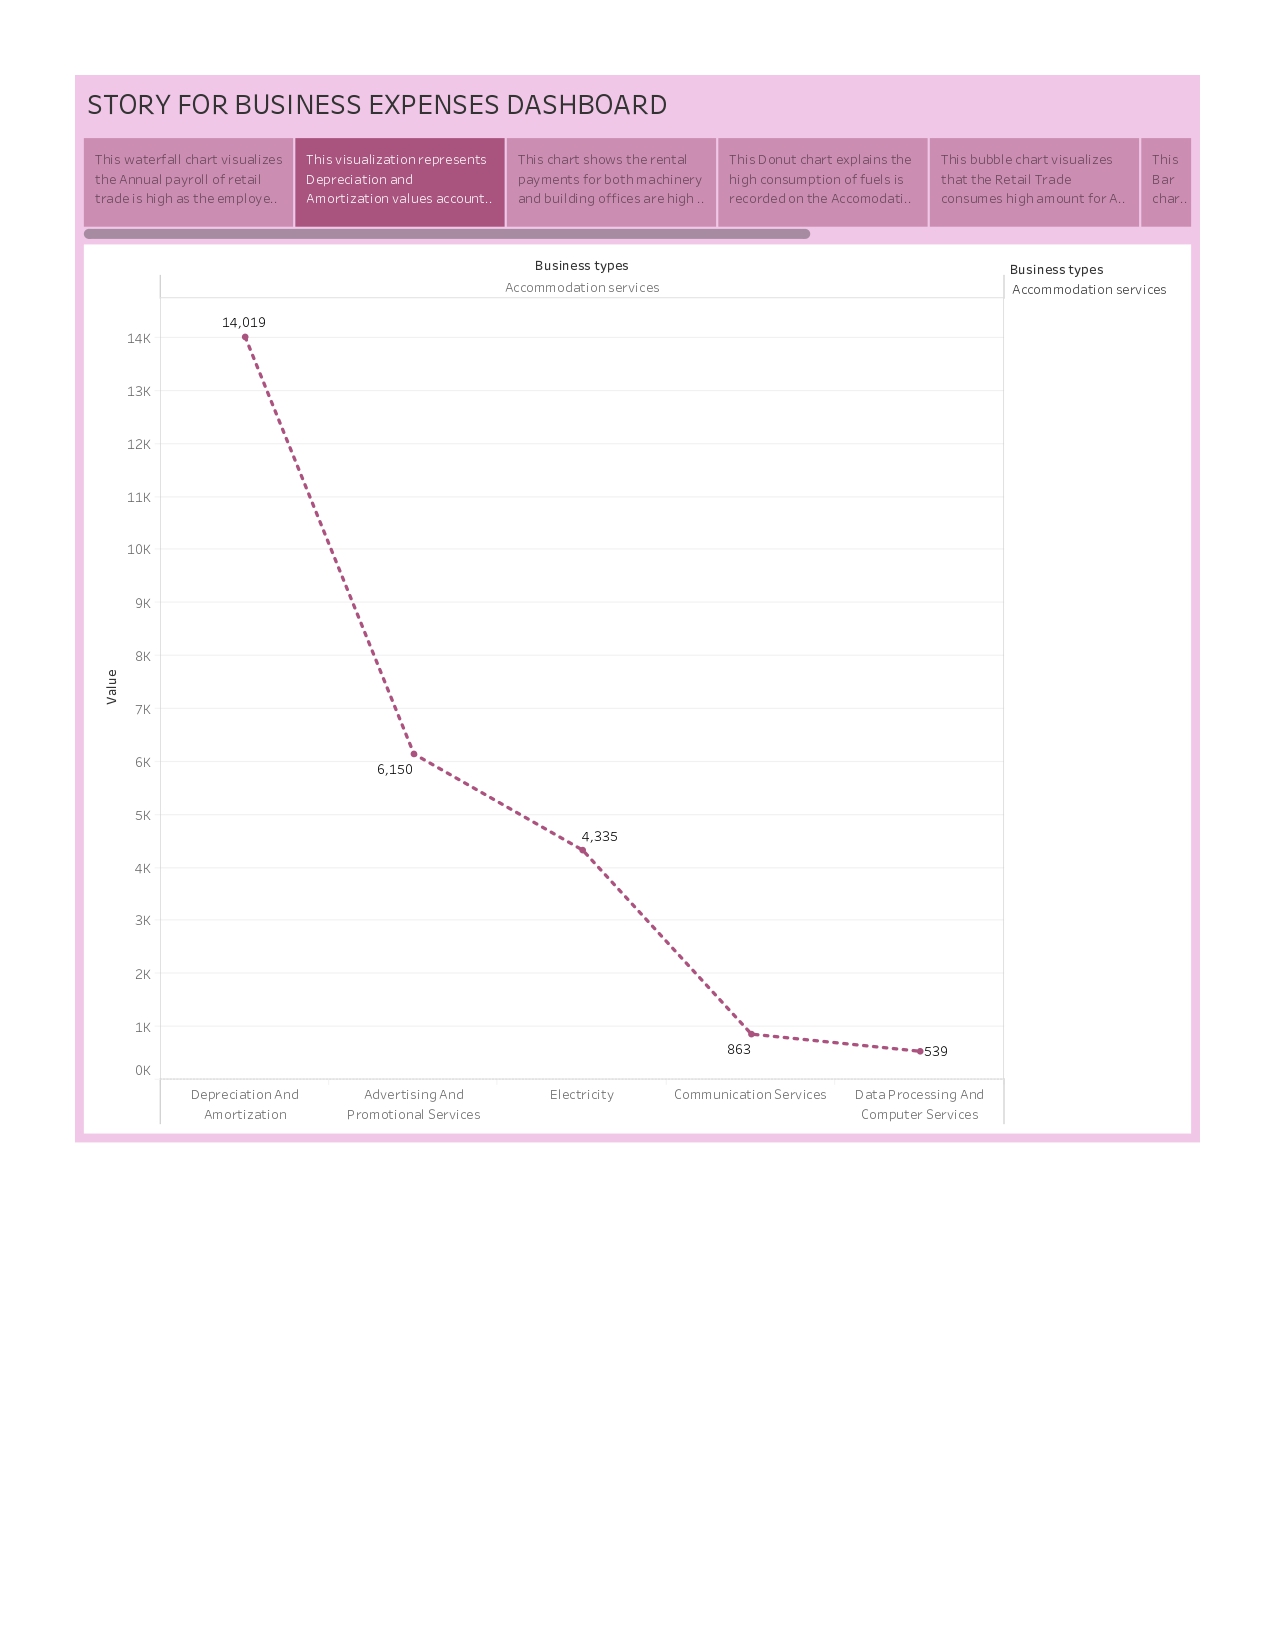 STORY FOR BUSINESS EXPENSES DASHBOARD
This waterfall chart visualizes
the Annual payroll of retail
trade is high as the employe..
This visualization represents
Depreciation and
Amortization values account..
This chart shows the rental
payments for both machinery
and building offices are high ..
This Donut chart explains the
high consumption of fuels is
recorded on the Accomodati..
This bubble chart visualizes
that the Retail Trade
consumes high amount for A..
This
Bar
char..
Business types
Accommodation services
Business types
Accommodation services
14,019
14K
13K
12K
11K
10K
9K
8K
Value
7K
6K
6,150
5K
4,335
4K
3K
2K
1K
863
539
0K
Depreciation And
Amortization
Advertising And
Promotional Services
Electricity
Communication Services
Data Processing And
Computer Services